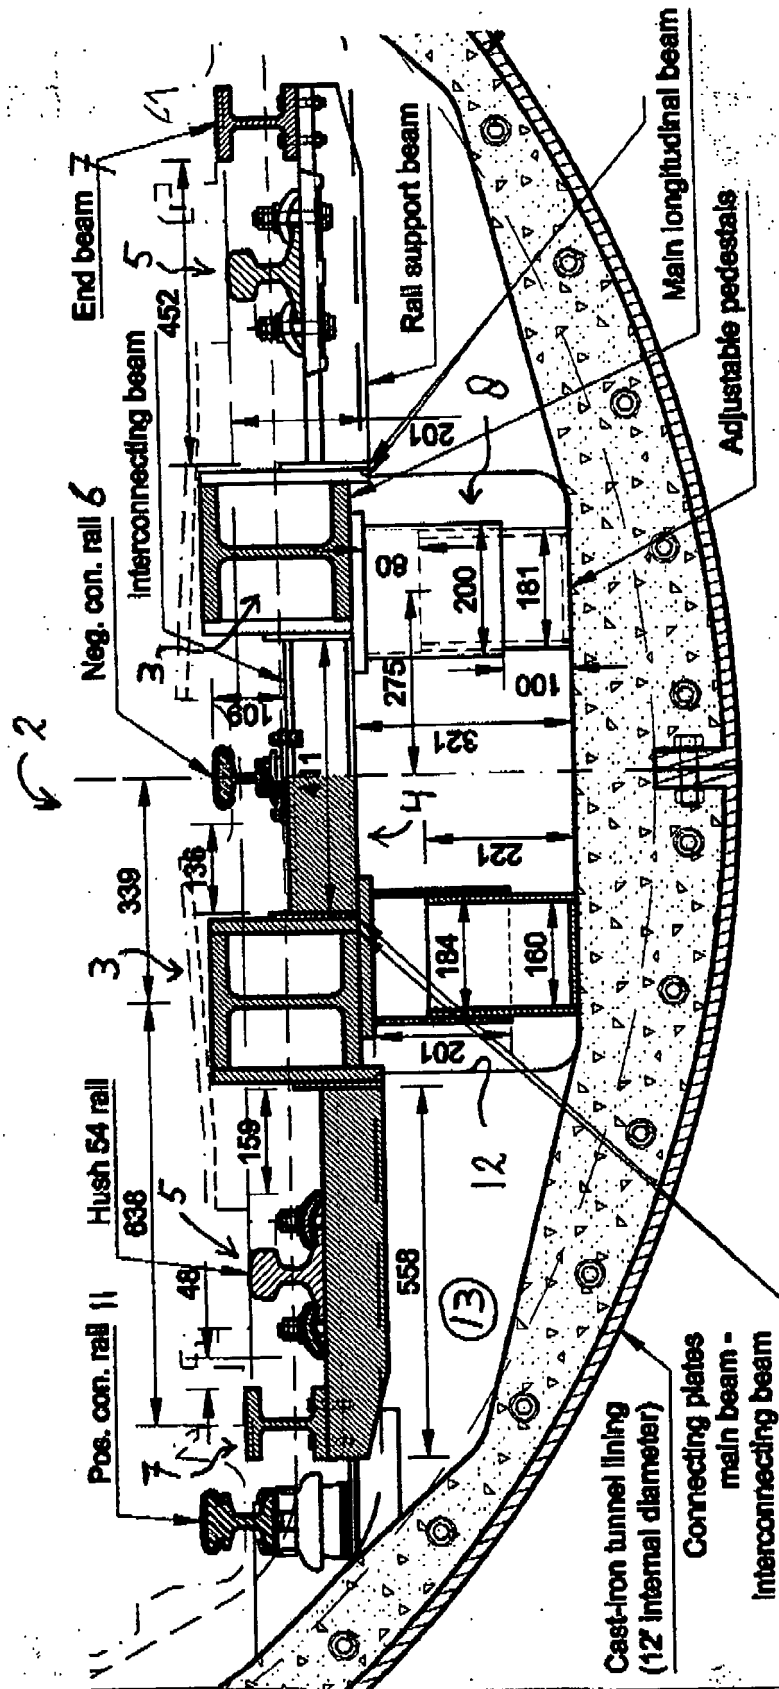 2
Pos. con. rail 11
Hush 54 rail
Neg. con. rail 6
End beam 7
638
339
Interconnecting beam
3
3
5
5
452
7
48
159
136
109
201
Rail support beam
4
8
275
80
558
12
13
201
184
221
321
200
160
100
181
Main longitudinal beam
Adjustable pedestals
Cast-iron tunnel lining
(12' internal diameter)
Connecting plates
main beam -
Interconnecting beam